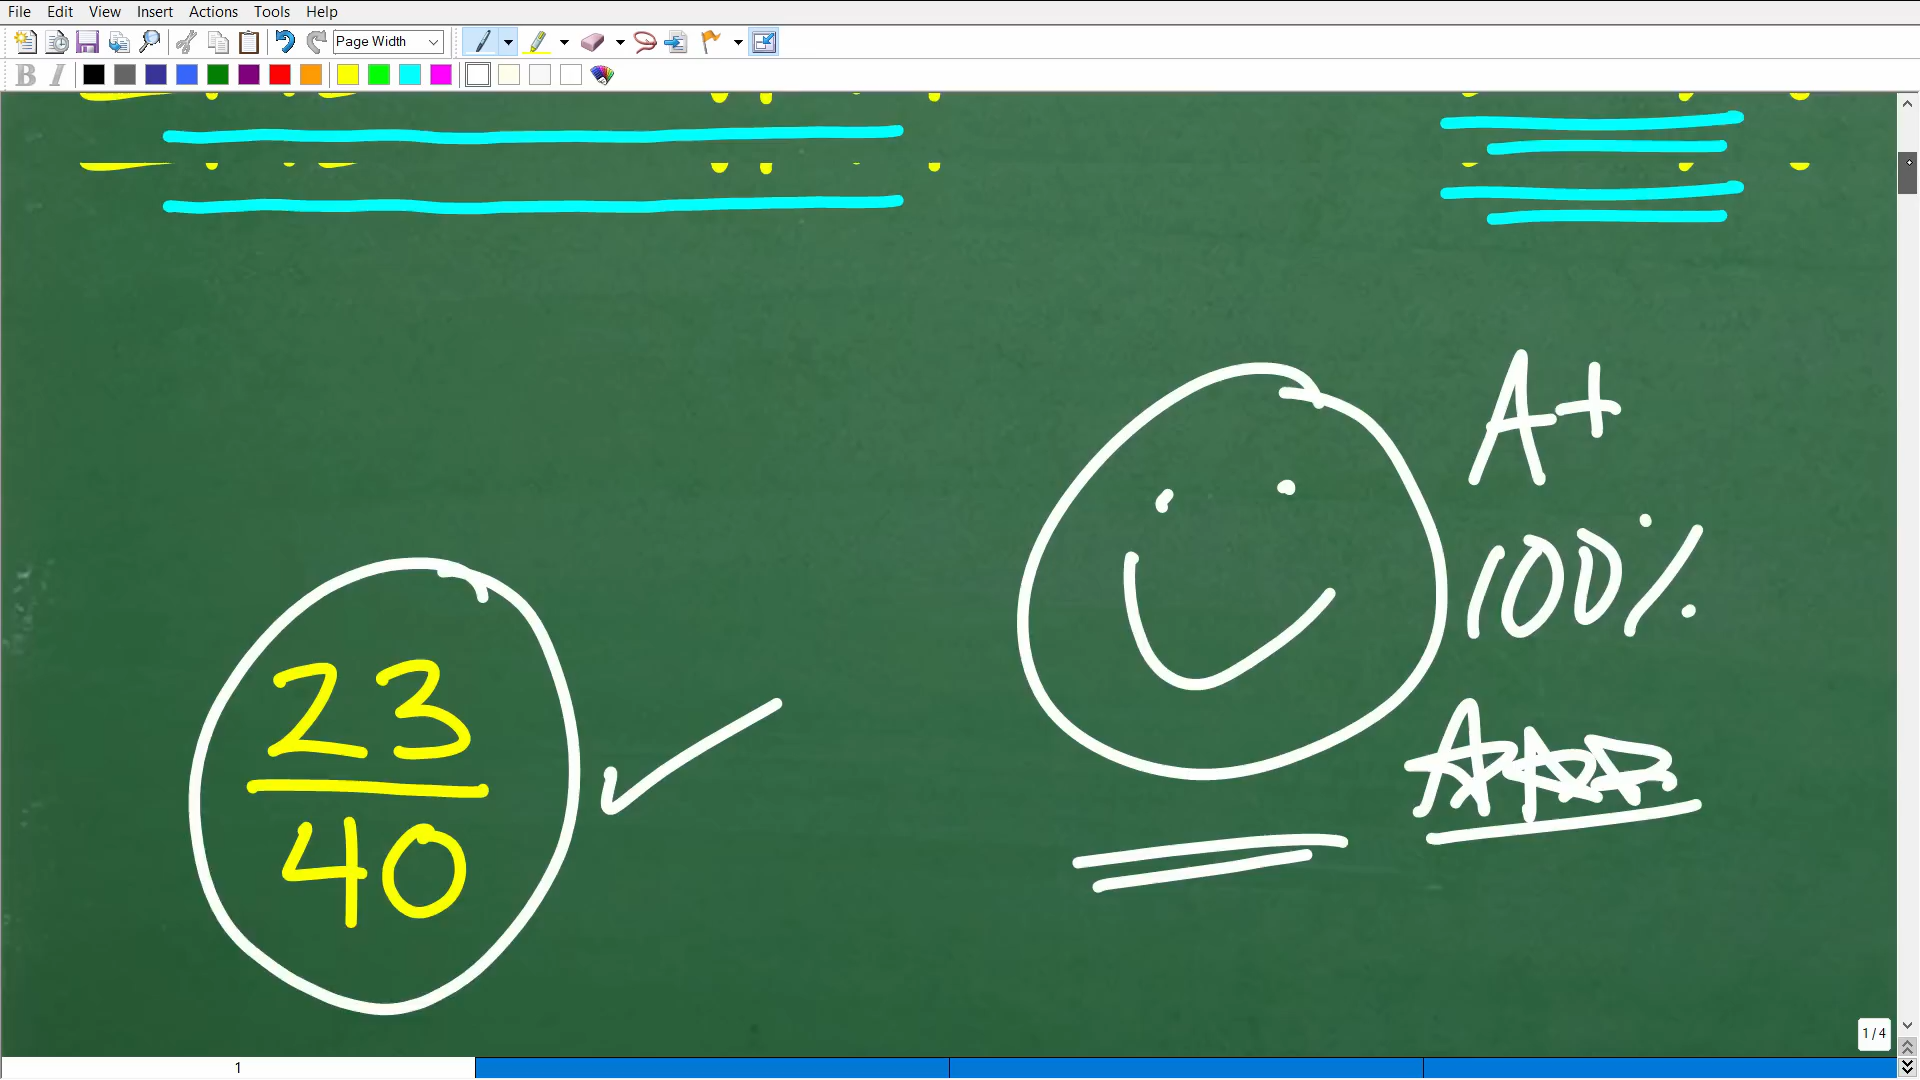 File Edit View Insert Actions Tools Help
Page Width
B I
A+
100%
23
40
1 / 4
1